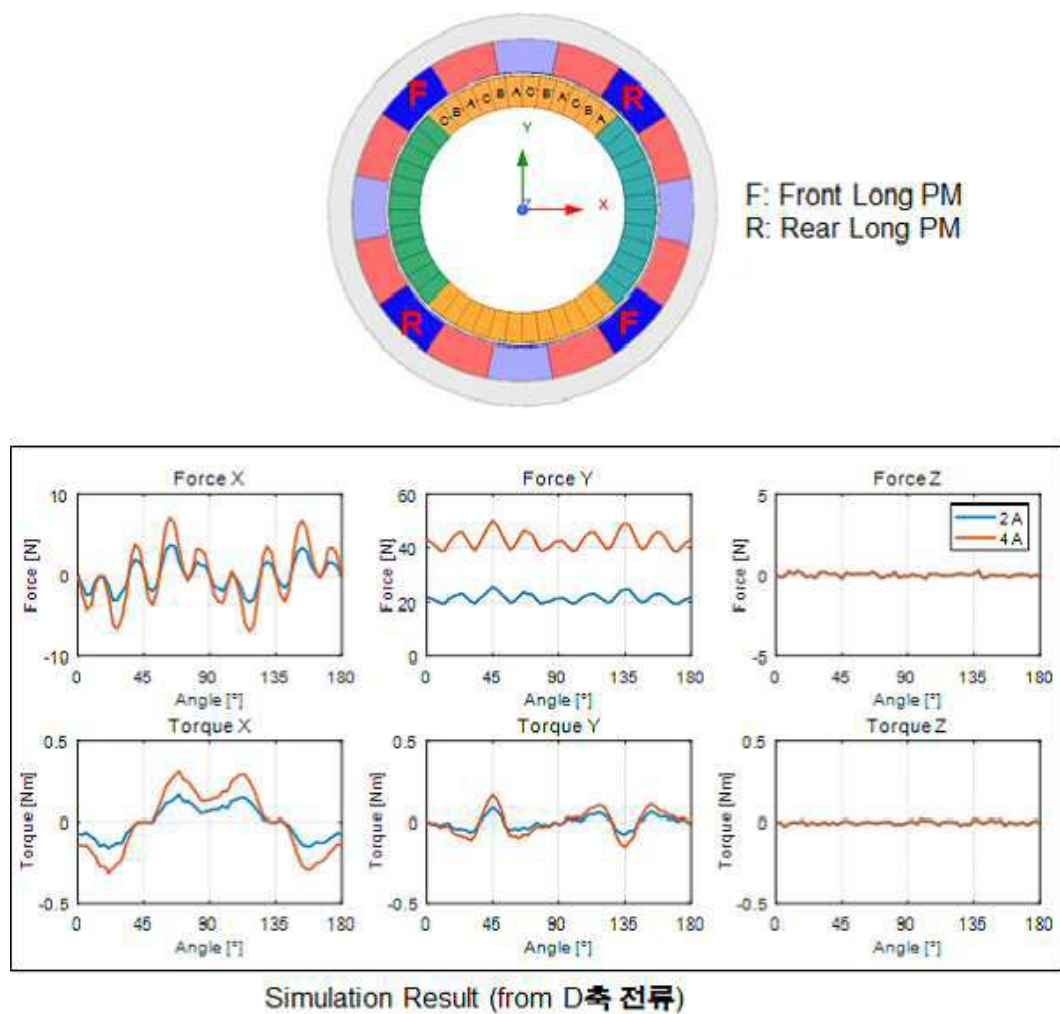 F
R
C B A C B A C B A C B A
Y
X
Z
R
F
F: Front Long PM
R: Rear Long PM
Force X
Force Y
Force Z
10
0
-10
Force [N]
0 45 90 135 180
Angle [°]
60
40
20
0
Force [N]
0 45 90 135 180
Angle [°]
5
0
-5
Force [N]
2 A
4 A
0 45 90 135 180
Angle [°]
Torque X
Torque Y
Torque Z
0.5
0
-0.5
Torque [Nm]
0 45 90 135 180
Angle [°]
0.5
0
-0.5
Torque [Nm]
0 45 90 135 180
Angle [°]
0.5
0
-0.5
Torque [Nm]
0 45 90 135 180
Angle [°]
Simulation Result (from D축 전류)